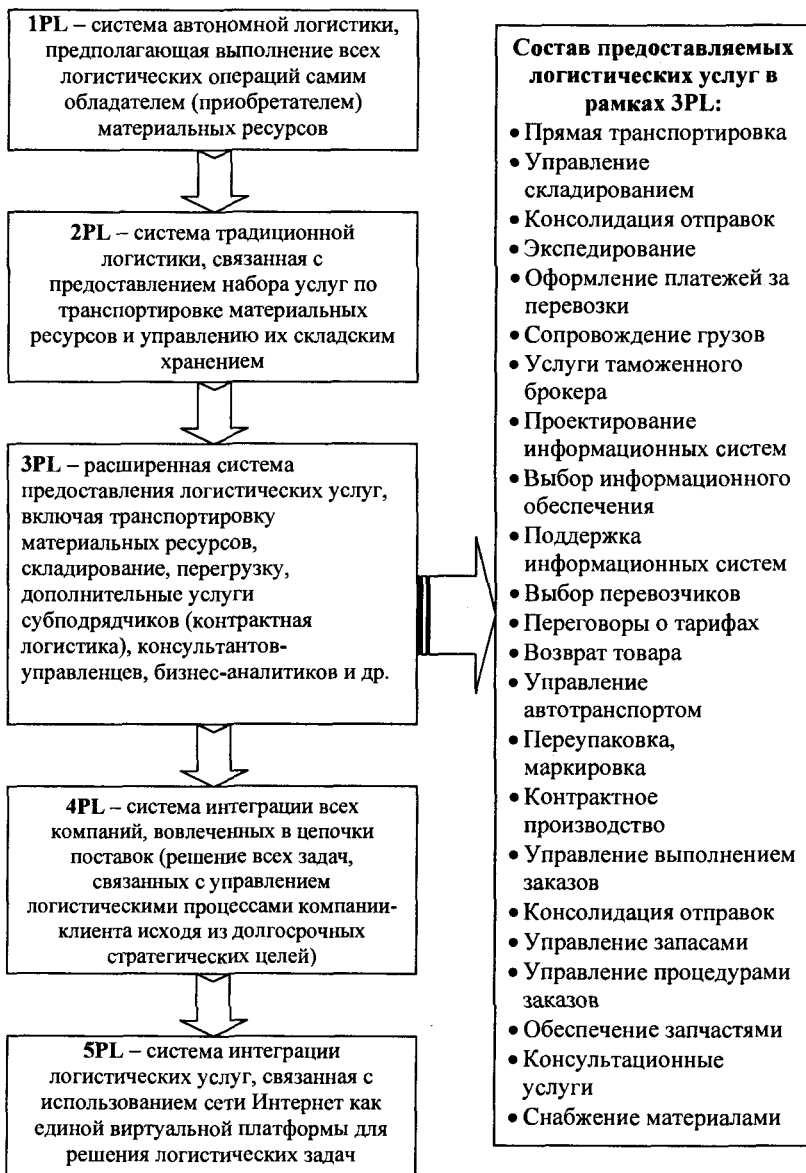 1PL – система автономной логистики,
предполагающая выполнение всех
логистических операций самим
обладателем (приобретателем)
материальных ресурсов
2PL – система традиционной
логистики, связанная с
предоставлением набора услуг по
транспортировке материальных
ресурсов и управлению их складским
хранением
3PL – расширенная система
предоставления логистических услуг,
включая транспортировку
материальных ресурсов,
складирование, перегрузку,
дополнительные услуги
субподрядчиков (контрактная
логистика), консультантов-
управленцев, бизнес-аналитиков и др.
4PL – система интеграции всех
компаний, вовлеченных в цепочки
поставок (решение всех задач,
связанных с управлением
логистическими процессами компании-
клиента исходя из долгосрочных
стратегических целей)
5PL – система интеграции
логистических услуг, связанная с
использованием сети Интернет как
единой виртуальной платформы для
решения логистических задач
Состав предоставляемых
логистических услуг в
рамках 3PL:
• Прямая транспортировка
• Управление
складированием
• Консолидация отправок
• Экспедирование
• Оформление платежей за
перевозки
• Сопровождение грузов
• Услуги таможенного
брокера
• Проектирование
информационных систем
• Выбор информационного
обеспечения
• Поддержка
информационных систем
• Выбор перевозчиков
• Переговоры о тарифах
• Возврат товара
• Управление
автотранспортом
• Переупаковка,
маркировка
• Контрактное
производство
• Управление выполнением
заказов
• Консолидация отправок
• Управление запасами
• Управление процедурами
заказов
• Обеспечение запчастями
• Консультационные
услуги
• Снабжение материалами